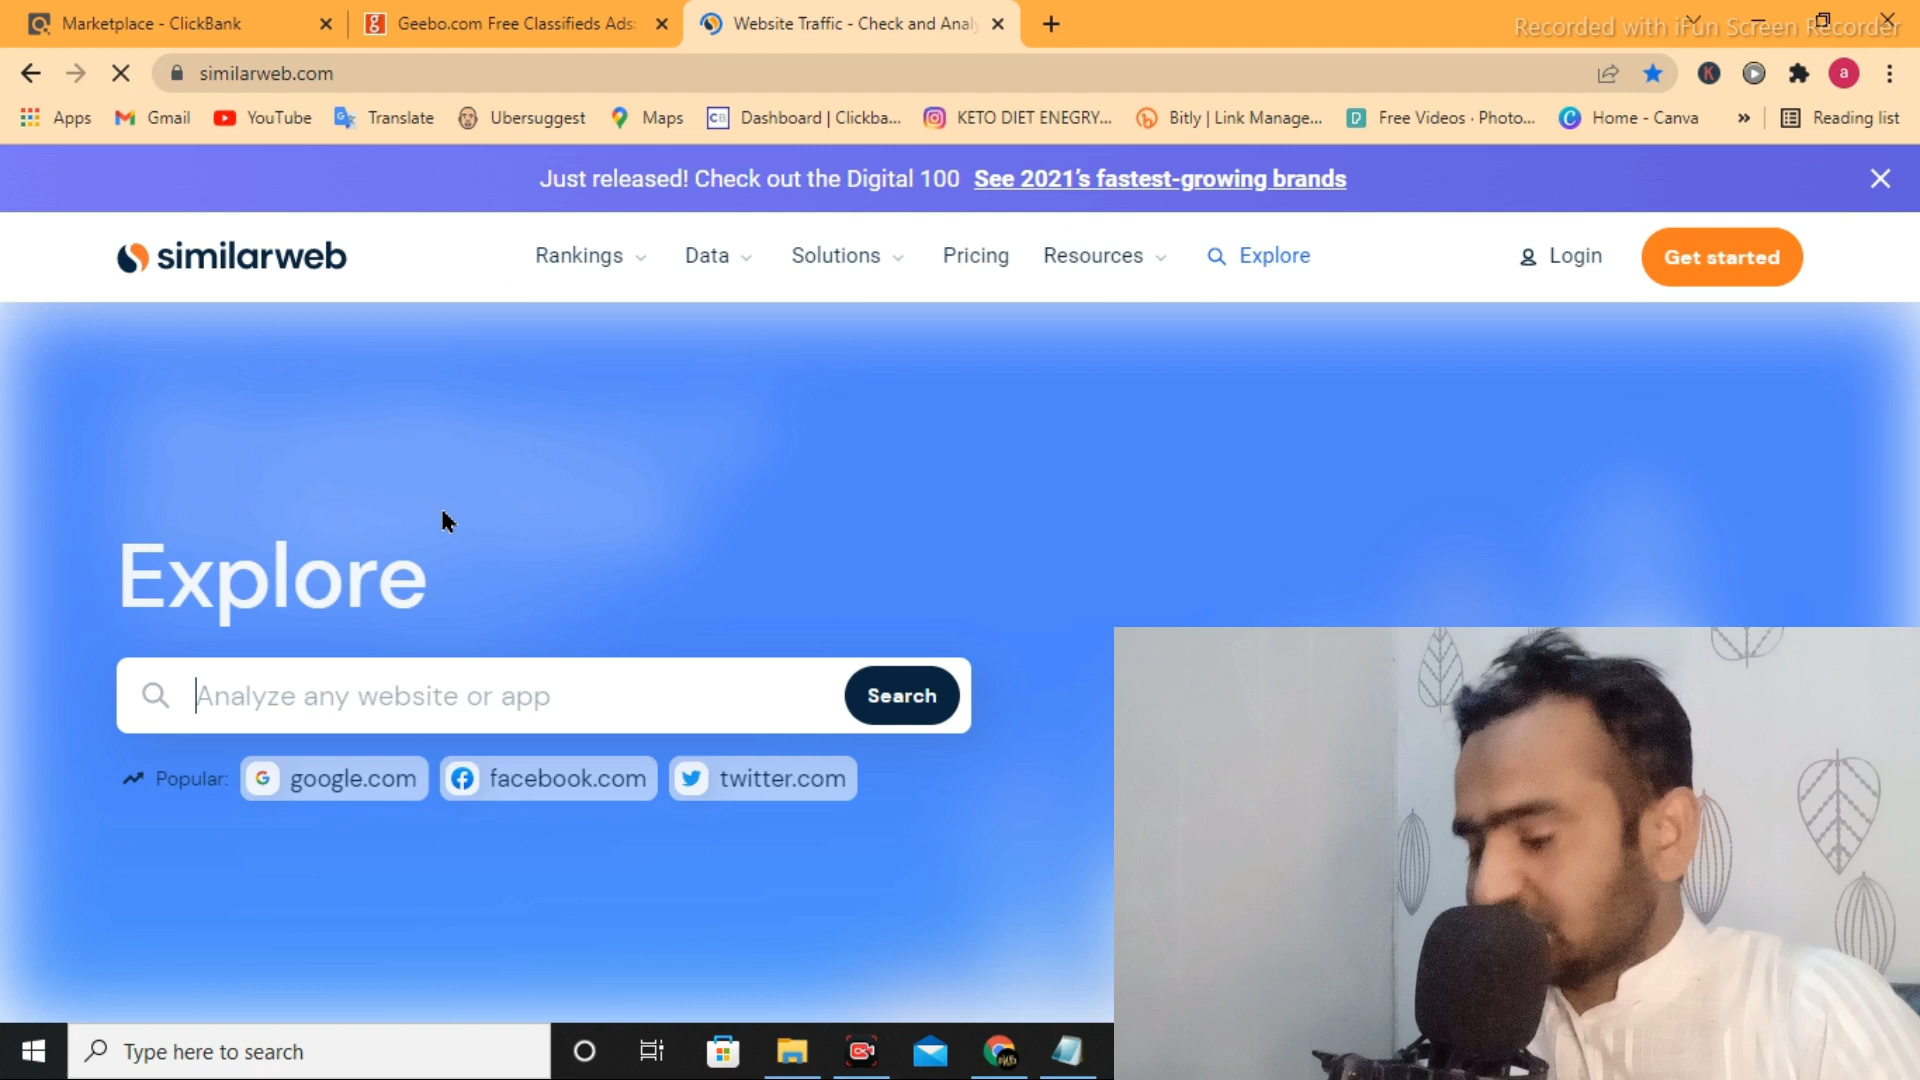 Marketplace - ClickBank
Geebo.com Free Classifieds Ads:
Website Traffic - Check and Analy
Recorded with iFun Screen Recorder
similarweb.com
K
a
Apps
Gmail
YouTube
Translate
Ubersuggest
Maps
CB
Dashboard | Clickba...
KETO DIET ENEGRY...
Bitly | Link Manage...
Free Videos · Photo...
Home - Canva
»
Reading list
Just released! Check out the Digital 100 See 2021's fastest-growing brands
similarweb
Rankings
Data
Solutions
Pricing
Resources
Explore
Login
Get started
Explore
Analyze any website or app
Search
Popular:
google.com
facebook.com
twitter.com
Type here to search